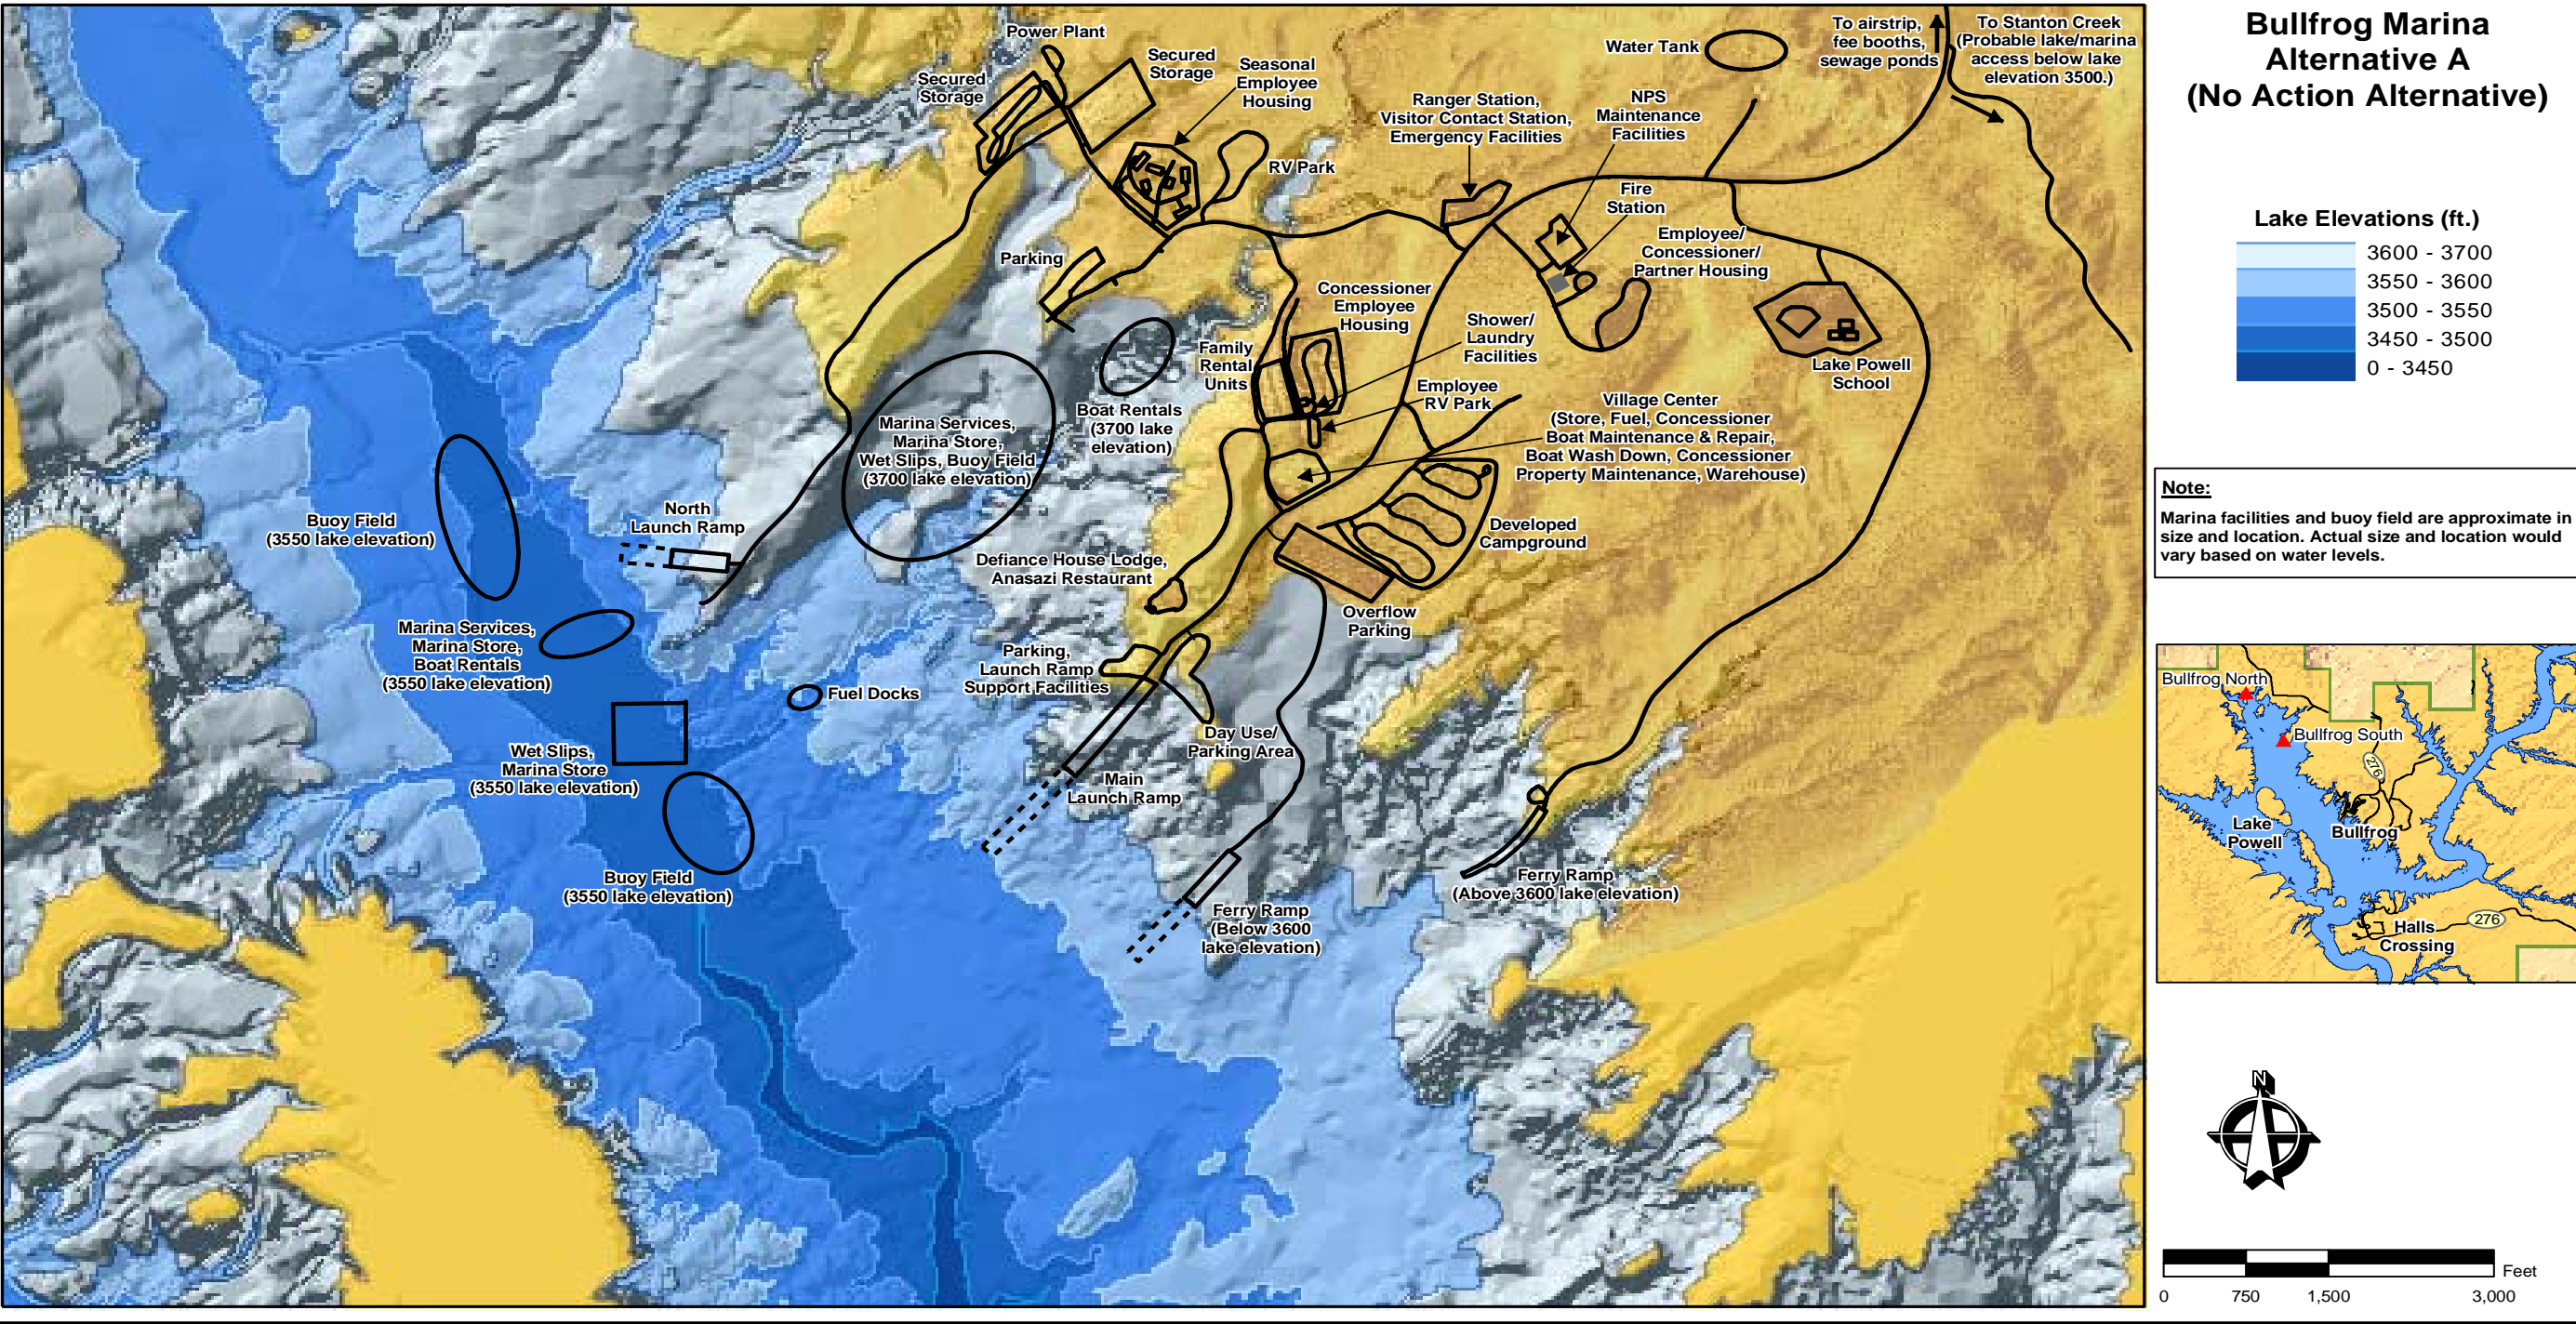 Bullfrog Marina
Alternative A
(No Action Alternative)
Lake Elevations (ft.)
3600 - 3700
3550 - 3600
3500 - 3550
3450 - 3500
0 - 3450
Note:
Marina facilities and buoy field are approximate in
size and location. Actual size and location would
vary based on water levels.
Bullfrog North
Bullfrog South
276
Lake
Powell
Bullfrog
276
Halls
Crossing
N
Feet
0
750
1,500
3,000
Power Plant
Secured
Storage
Secured
Storage
Seasonal
Employee
Housing
RV Park
Parking
Water Tank
To airstrip,
fee booths,
sewage ponds
To Stanton Creek
(Probable lake/marina
access below lake
elevation 3500.)
Ranger Station,
Visitor Contact Station,
Emergency Facilities
NPS
Maintenance
Facilities
Fire
Station
Employee/
Concessioner/
Partner Housing
Lake Powell
School
Concessioner
Employee
Housing
Shower/
Laundry
Facilities
Family
Rental
Units
Employee
RV Park
Village Center
(Store, Fuel, Concessioner
Boat Maintenance & Repair,
Boat Wash Down, Concessioner
Property Maintenance, Warehouse)
Boat Rentals
(3700 lake
elevation)
Marina Services,
Marina Store,
Wet Slips, Buoy Field
(3700 lake elevation)
North
Launch Ramp
Buoy Field
(3550 lake elevation)
Defiance House Lodge,
Anasazi Restaurant
Developed
Campground
Overflow
Parking
Marina Services,
Marina Store,
Boat Rentals
(3550 lake elevation)
Parking,
Launch Ramp
Support Facilities
Fuel Docks
Day Use/
Parking Area
Wet Slips,
Marina Store
(3550 lake elevation)
Main
Launch Ramp
Buoy Field
(3550 lake elevation)
Ferry Ramp
(Above 3600 lake elevation)
Ferry Ramp
(Below 3600
lake elevation)